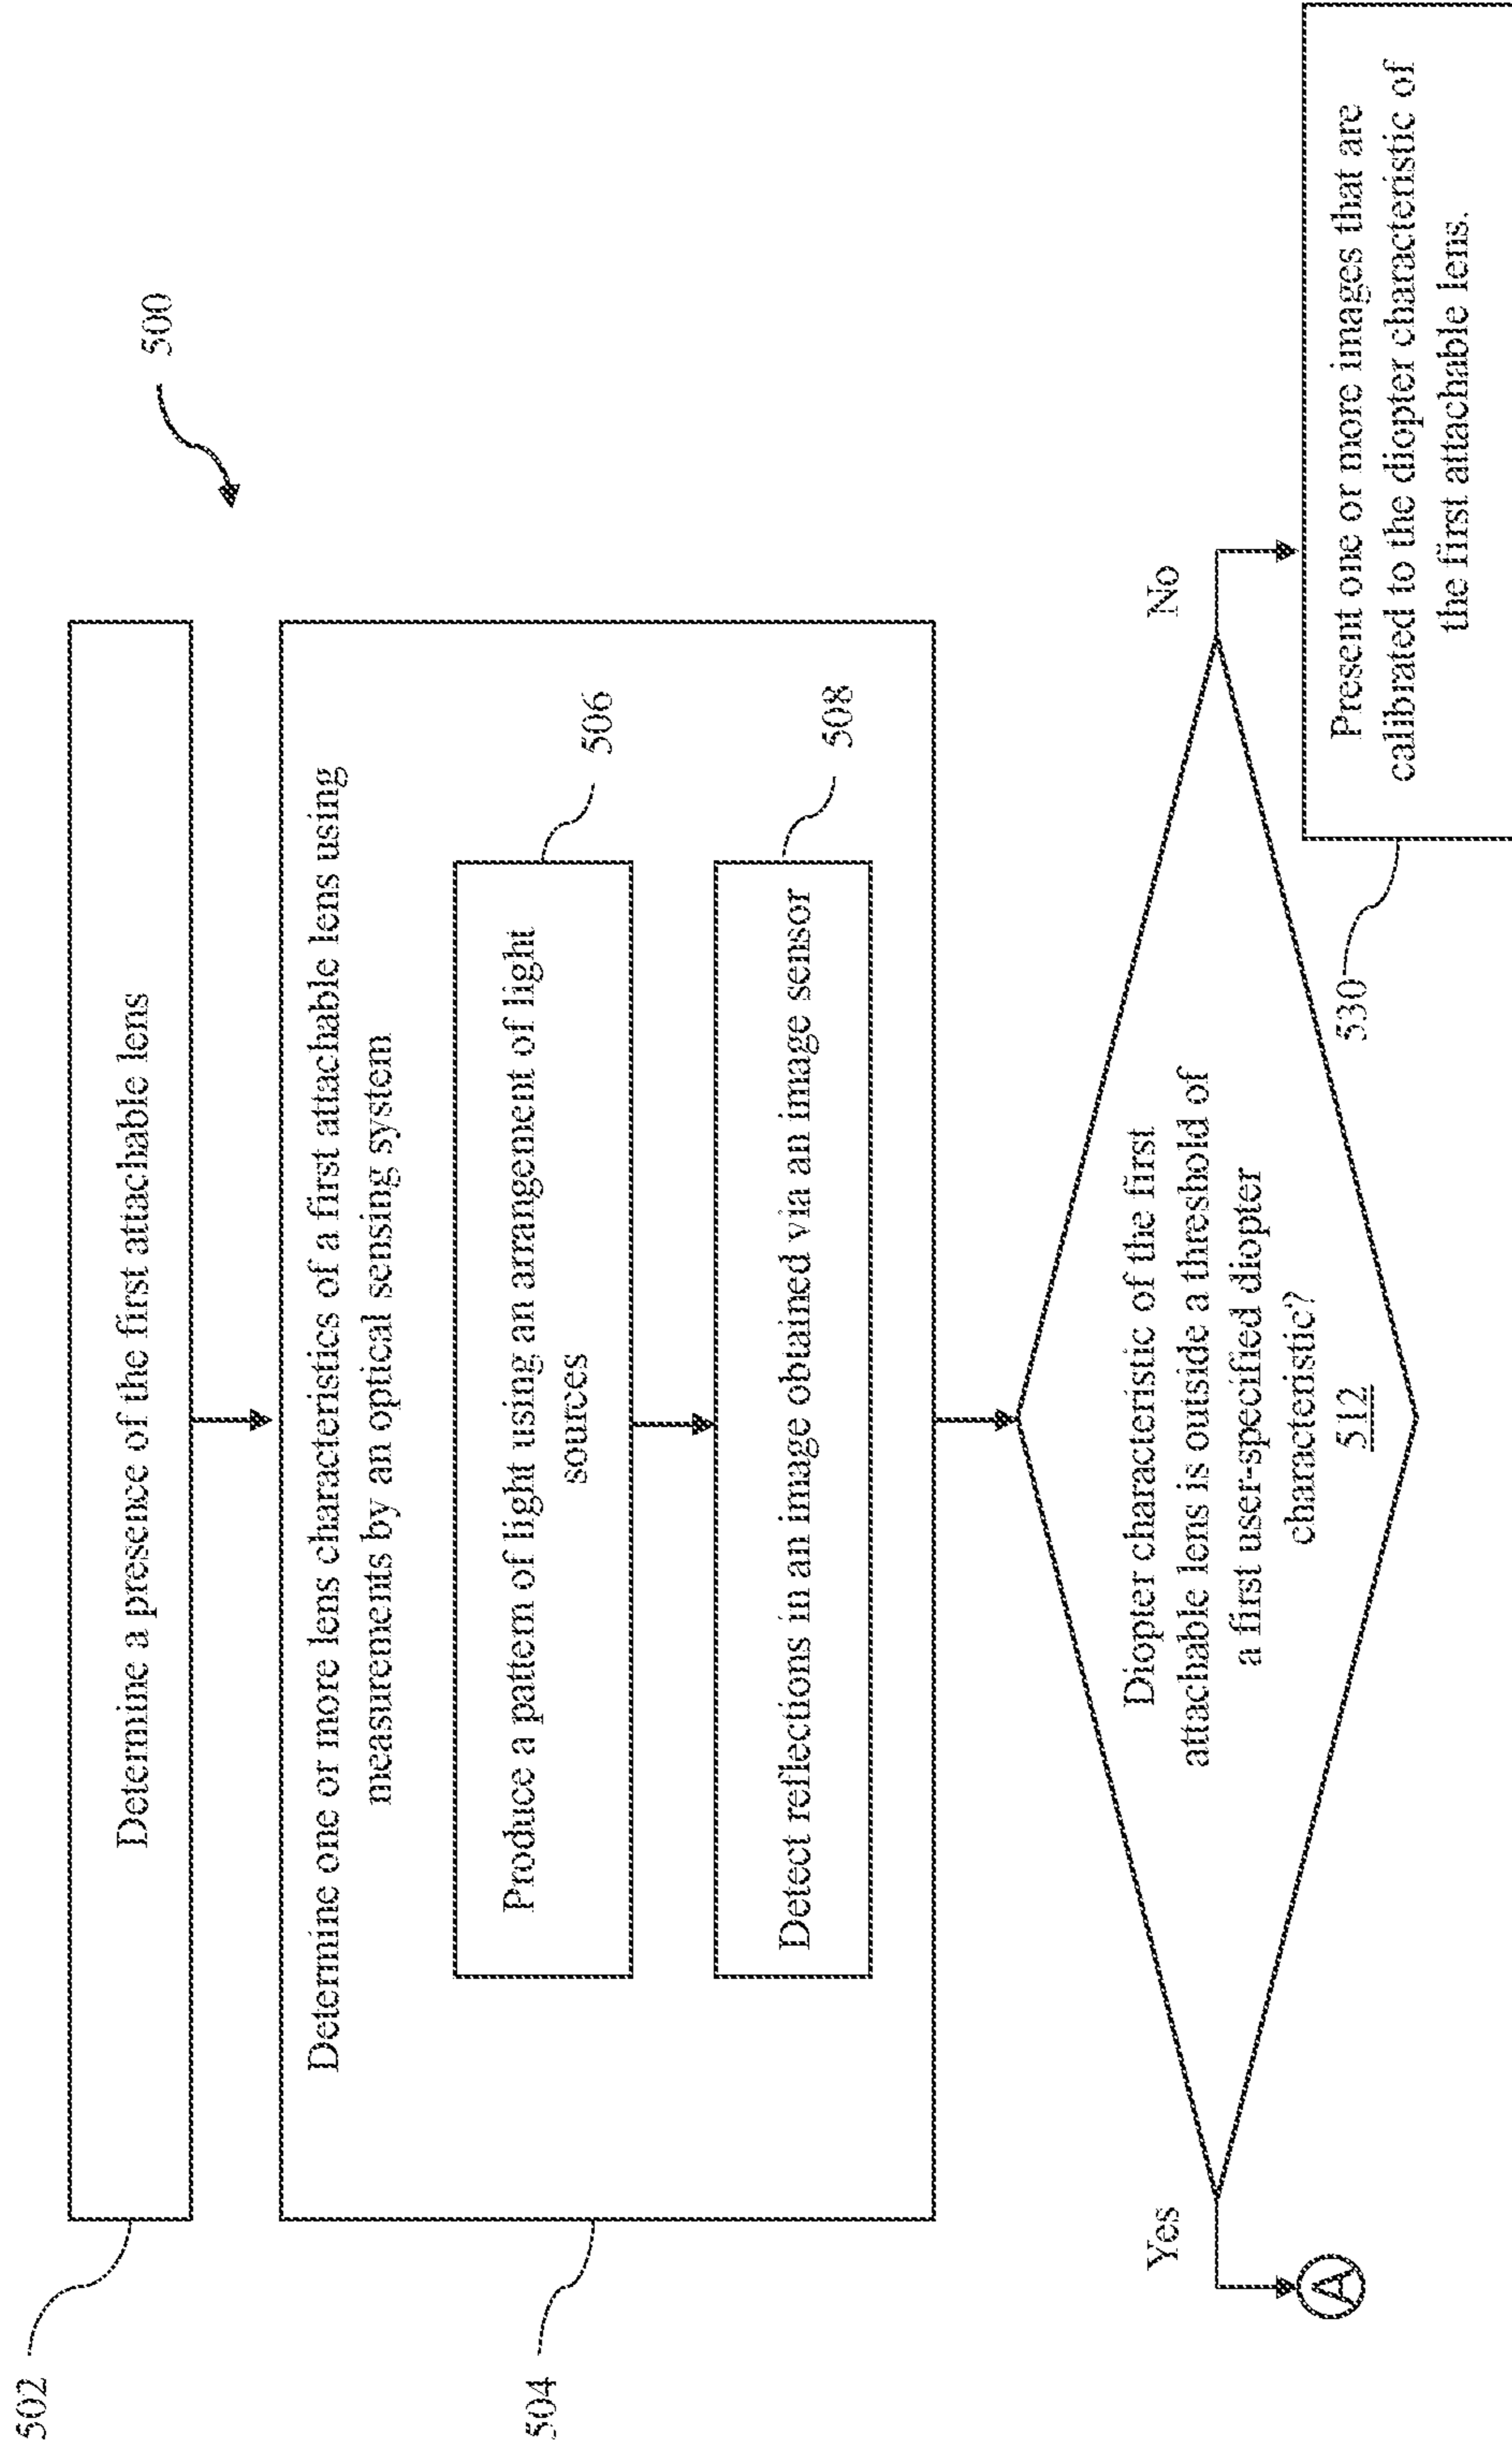 500
502
Determine a presence of the first attachable lens
504
Determine one or more lens characteristics of a first attachable lens using
measurements by an optical sensing system
506
Produce a pattern of light using an arrangement of light
sources
508
Detect reflections in an image obtained via an image sensor
Diopter characteristic of the first
attachable lens is outside a threshold of
a first user-specified diopter
characteristic?
512
Yes
A
No
530
Present one or more images that are
calibrated to the diopter characteristic of
the first attachable lens.